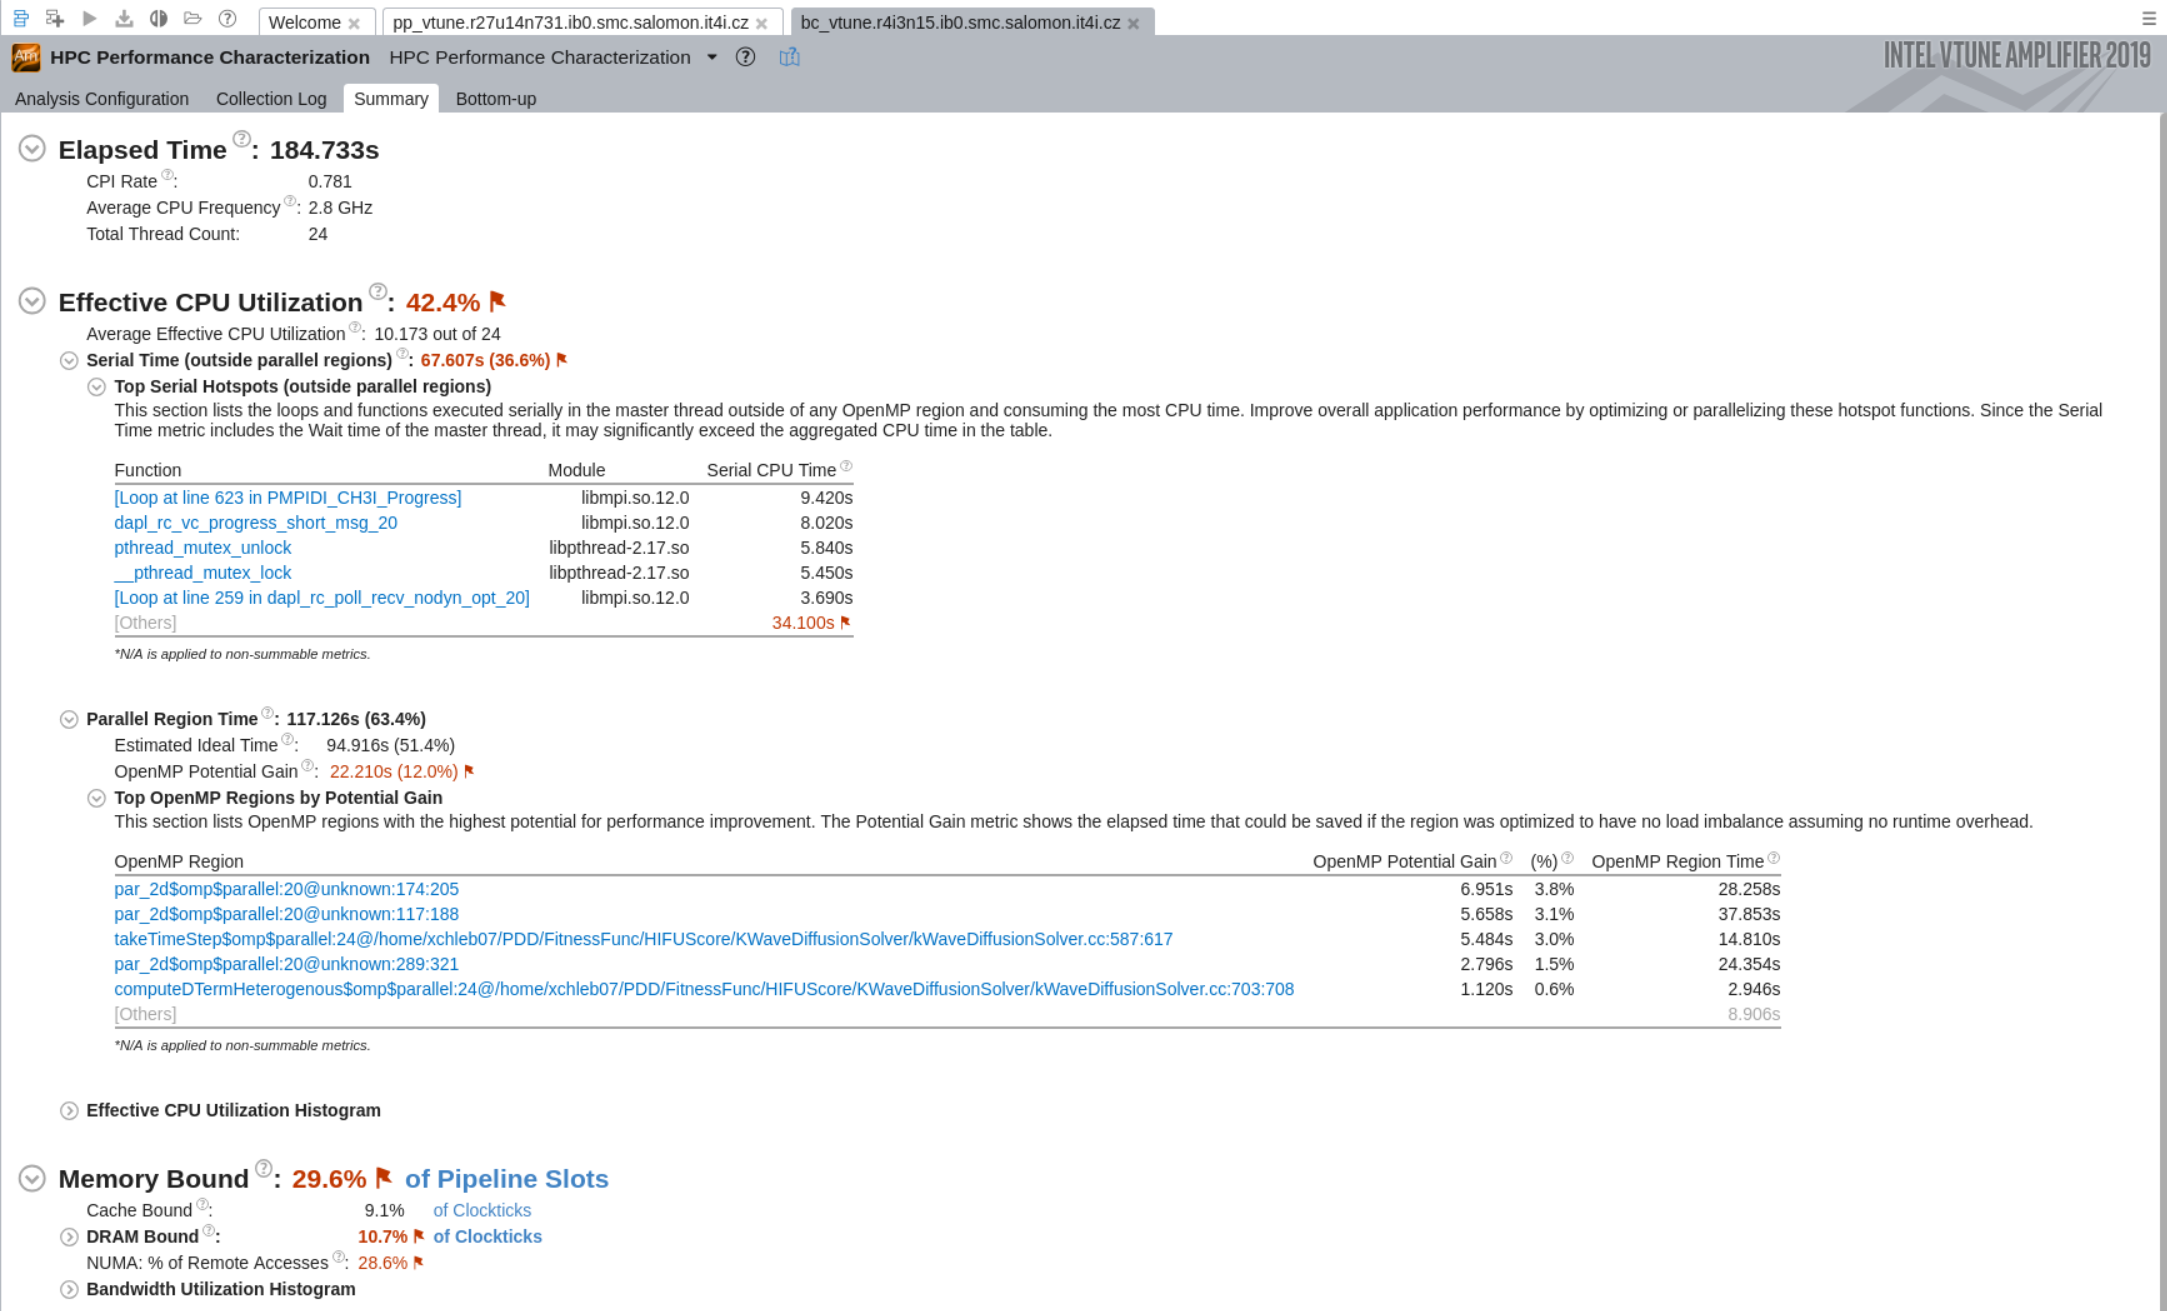 Welcome
pp_vtune.r27u14n731.ib0.smc.salomon.it4i.cz
bc_vtune.r4i3n15.ib0.smc.salomon.it4i.cz
HPC Performance Characterization HPC Performance Characterization
INTEL VTUNE AMPLIFIER 2019
Analysis Configuration Collection Log Summary Bottom-up
Elapsed Time: 184.733s
CPI Rate: 0.781
Average CPU Frequency: 2.8 GHz
Total Thread Count: 24
Effective CPU Utilization: 42.4%
Average Effective CPU Utilization: 10.173 out of 24
Serial Time (outside parallel regions): 67.607s (36.6%)
Top Serial Hotspots (outside parallel regions)
This section lists the loops and functions executed serially in the master thread outside of any OpenMP region and consuming the most CPU time. Improve overall application performance by optimizing or parallelizing these hotspot functions. Since the Serial
Time metric includes the Wait time of the master thread, it may significantly exceed the aggregated CPU time in the table.
Function Module Serial CPU Time
[Loop at line 623 in PMPIDI_CH3I_Progress] libmpi.so.12.0 9.420s
dapl_rc_vc_progress_short_msg_20 libmpi.so.12.0 8.020s
pthread_mutex_unlock libpthread-2.17.so 5.840s
__pthread_mutex_lock libpthread-2.17.so 5.450s
[Loop at line 259 in dapl_rc_poll_recv_nodyn_opt_20] libmpi.so.12.0 3.690s
[Others] 34.100s
*N/A is applied to non-summable metrics.
Parallel Region Time: 117.126s (63.4%)
Estimated Ideal Time: 94.916s (51.4%)
OpenMP Potential Gain: 22.210s (12.0%)
Top OpenMP Regions by Potential Gain
This section lists OpenMP regions with the highest potential for performance improvement. The Potential Gain metric shows the elapsed time that could be saved if the region was optimized to have no load imbalance assuming no runtime overhead.
OpenMP Region OpenMP Potential Gain (%) OpenMP Region Time
par_2d$omp$parallel:20@unknown:174:205 6.951s 3.8% 28.258s
par_2d$omp$parallel:20@unknown:117:188 5.658s 3.1% 37.853s
takeTimeStep$omp$parallel:24@/home/xchleb07/PDD/FitnessFunc/HIFUScore/KWaveDiffusionSolver/kWaveDiffusionSolver.cc:587:617 5.484s 3.0% 14.810s
par_2d$omp$parallel:20@unknown:289:321 2.796s 1.5% 24.354s
computeDTermHeterogenous$omp$parallel:24@/home/xchleb07/PDD/FitnessFunc/HIFUScore/KWaveDiffusionSolver/kWaveDiffusionSolver.cc:703:708 1.120s 0.6% 2.946s
[Others] 8.906s
*N/A is applied to non-summable metrics.
Effective CPU Utilization Histogram
Memory Bound: 29.6% of Pipeline Slots
Cache Bound: 9.1% of Clockticks
DRAM Bound: 10.7% of Clockticks
NUMA: % of Remote Accesses: 28.6%
Bandwidth Utilization Histogram